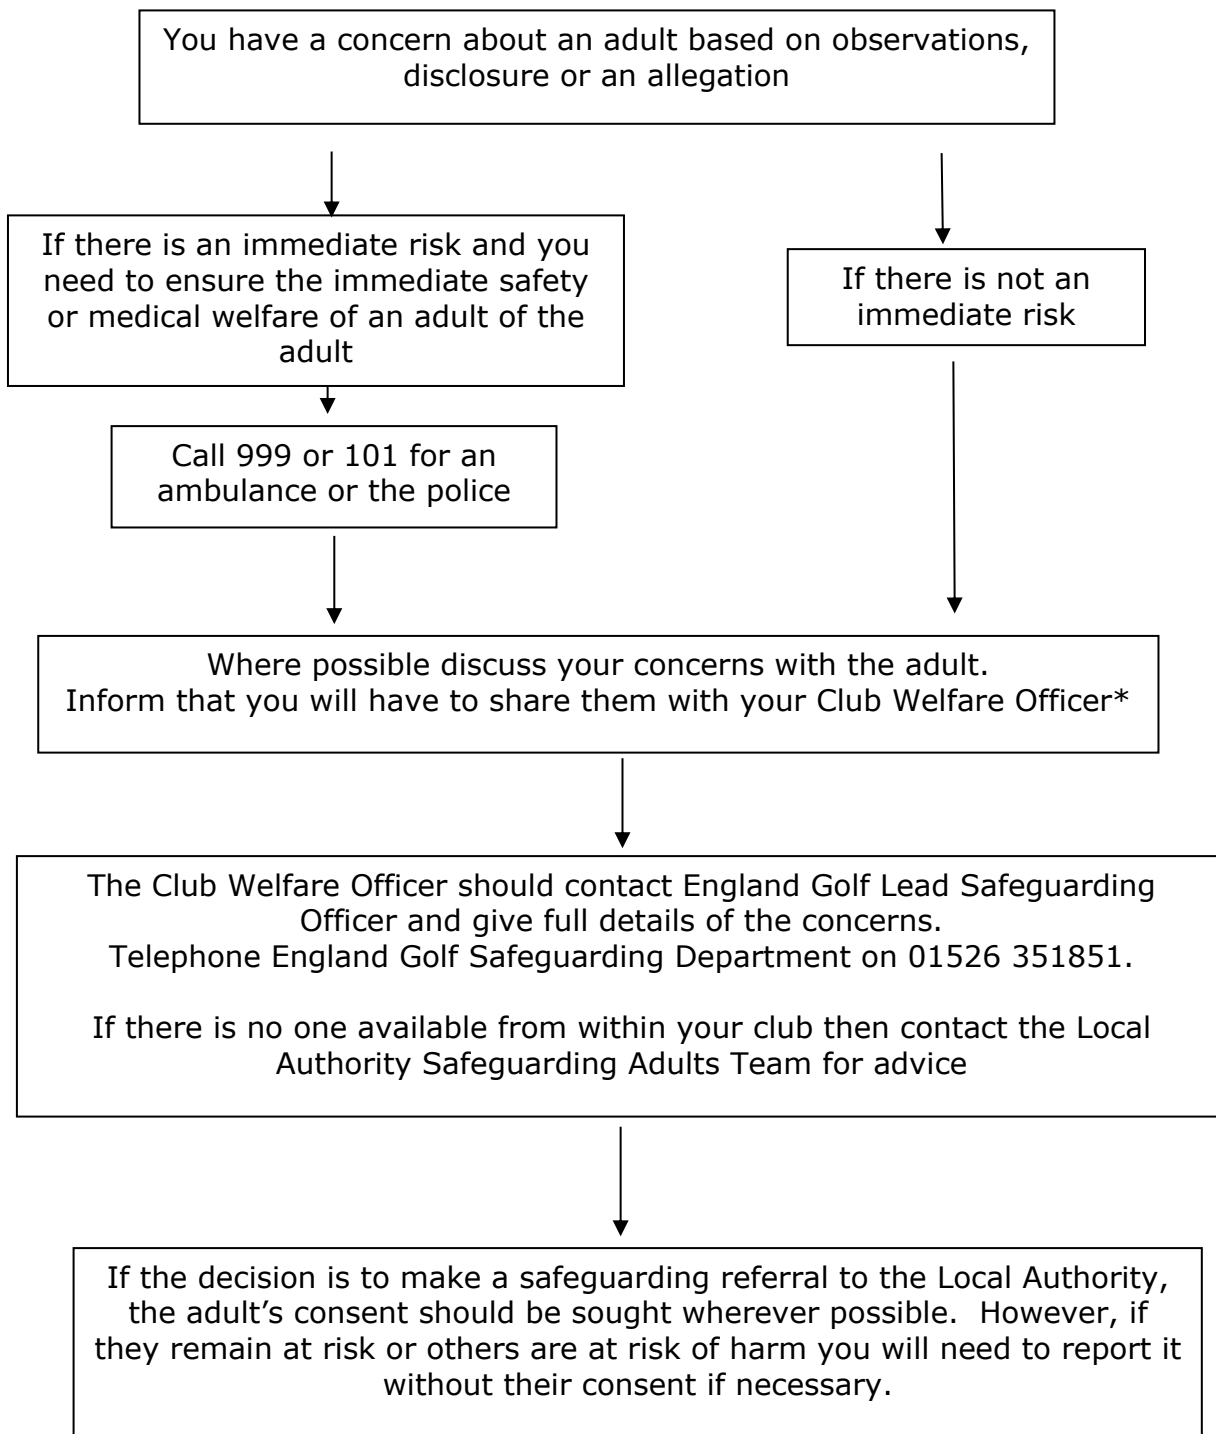 You have a concern about an adult based on observations,
disclosure or an allegation
If there is an immediate risk and you
need to ensure the immediate safety
or medical welfare of an adult of the
adult
If there is not an
immediate risk
Call 999 or 101 for an
ambulance or the police
Where possible discuss your concerns with the adult.
Inform that you will have to share them with your Club Welfare Officer*
The Club Welfare Officer should contact England Golf Lead Safeguarding
Officer and give full details of the concerns.
Telephone England Golf Safeguarding Department on 01526 351851.
If there is no one available from within your club then contact the Local
Authority Safeguarding Adults Team for advice
If the decision is to make a safeguarding referral to the Local Authority,
the adult’s consent should be sought wherever possible.  However, if
they remain at risk or others are at risk of harm you will need to report it
without their consent if necessary.